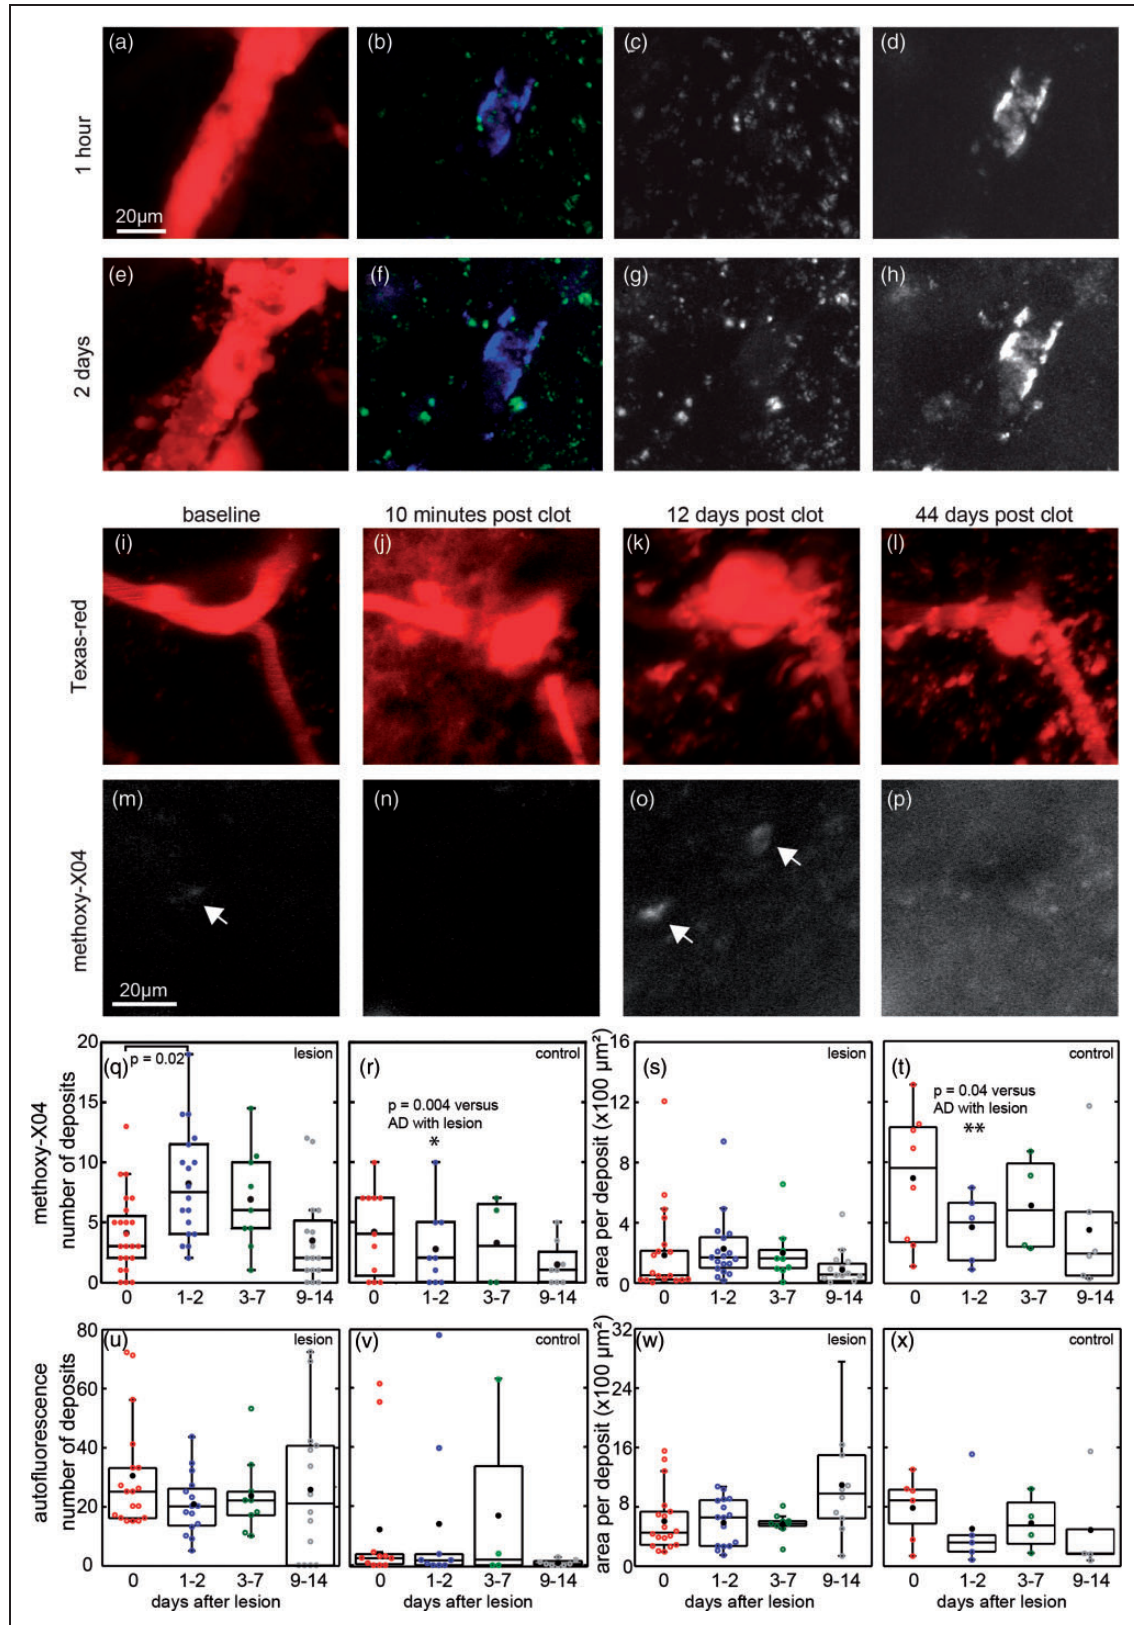 (a) (b) (c) (d)
1 hour
20µm
(e) (f) (g) (h)
2 days
baseline 10 minutes post clot 12 days post clot 44 days post clot
(i) (j) (k) (l)
Texas-red
(m) (n) (o) (p)
methoxy-X04
20µm
methoxy-X04
number of deposits
20
15
10
5
0
(q) lesion
p = 0.02
0 1-2 3-7 9-14
(r) control
p = 0.004 versus
AD with lesion
*
0 1-2 3-7 9-14
area per deposit (x100 µm²)
16
12
8
4
0
(s) lesion
0 1-2 3-7 9-14
(t) control
p = 0.04 versus
AD with lesion
**
0 1-2 3-7 9-14
autofluorescence
number of deposits
80
60
40
20
0
(u) lesion
0 1-2 3-7 9-14
days after lesion
(v) control
0 1-2 3-7 9-14
days after lesion
area per deposit (x100 µm²)
32
24
16
8
0
(w) lesion
0 1-2 3-7 9-14
days after lesion
(x) control
0 1-2 3-7 9-14
days after lesion